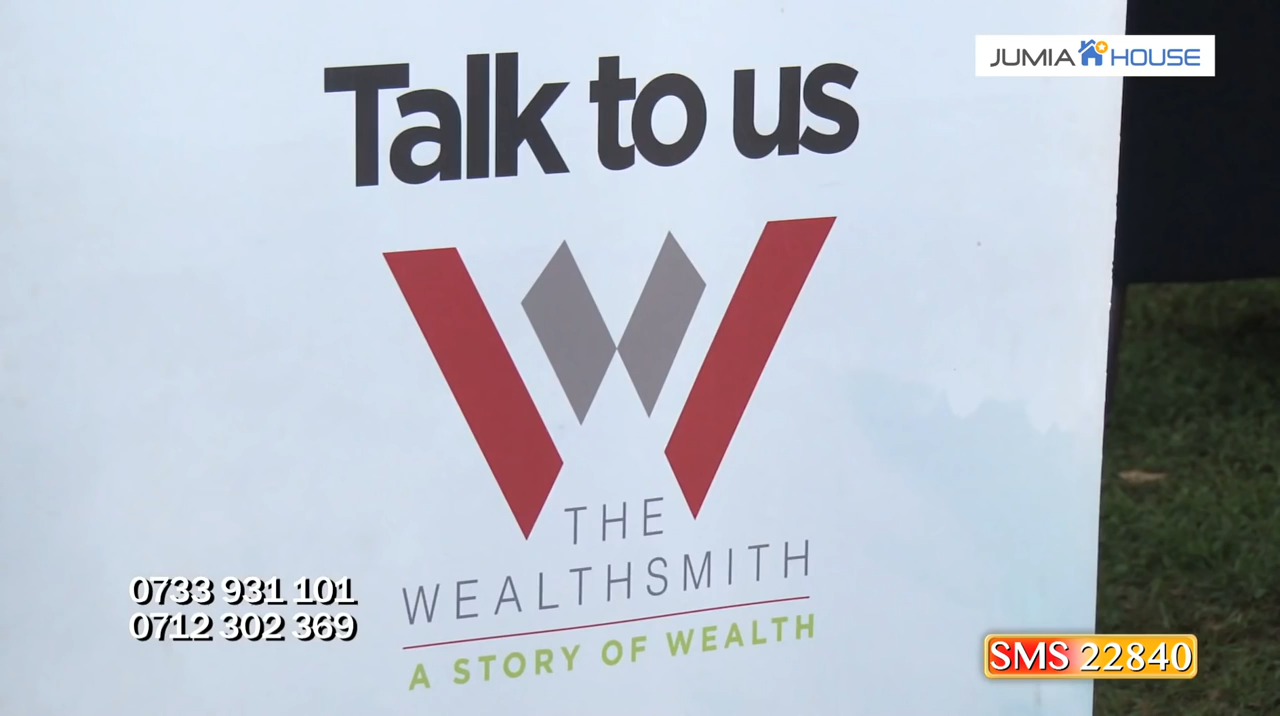 JUMIA HOUSE
Talk to us
THE
WEALTHSMITH
A STORY OF WEALTH
0733 931 101
0712 302 369
SMS 22840